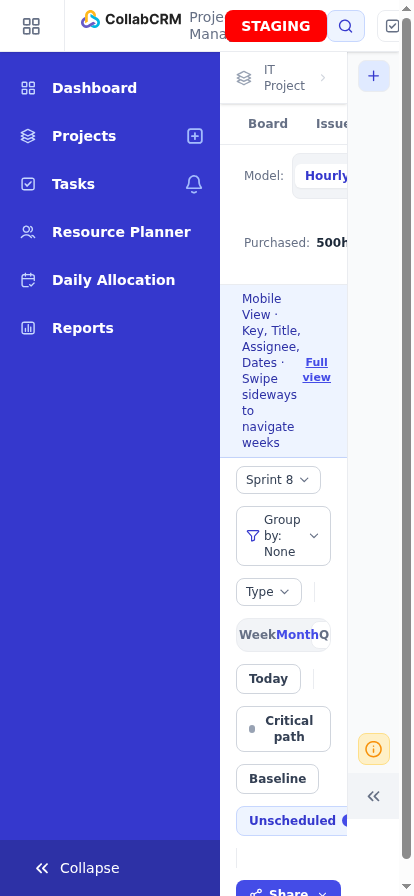 CollabCRM
Proje
Mana
STAGING
Dashboard
Projects
Tasks
Resource Planner
Daily Allocation
Reports
Collapse
IT
Project
Board
Issue
Model:
Hourly
Purchased:
500h
Mobile
View ·
Key, Title,
Assignee,
Dates ·
Swipe
sideways
to
navigate
weeks
Full
view
Sprint 8
Group
by:
None
Type
Week Month Q
Today
Critical
path
Baseline
Unscheduled
Share